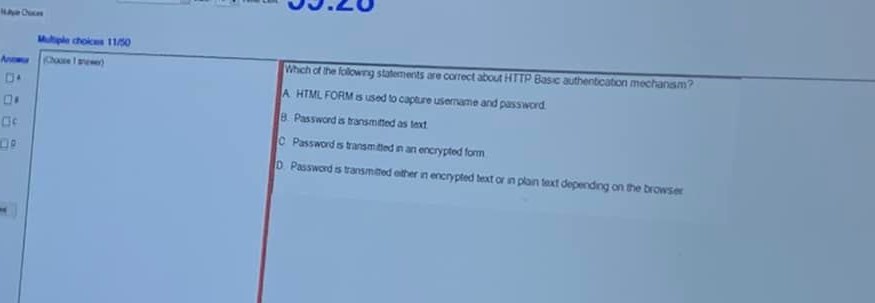 Multiple Choices
59:28
Multiple choices 11/50
Answer
(Choose 1 answer)
A
B
C
D
Which of the following statements are correct about HTTP Basic authentication mechanism?
A. HTML FORM is used to capture username and password.
B. Password is transmitted as text.
C. Password is transmitted in an encrypted form
D. Password is transmitted either in encrypted text or in plain text depending on the browser.